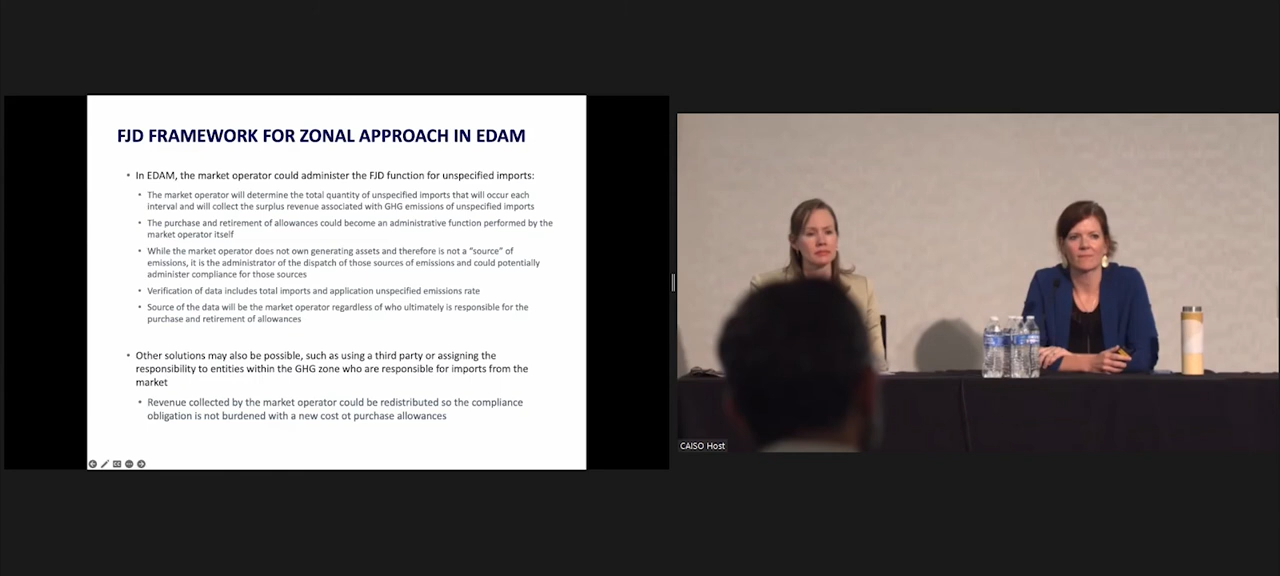 FJD FRAMEWORK FOR ZONAL APPROACH IN EDAM
• In EDAM, the market operator could administer the FJD function for unspecified imports:
• The market operator will determine the total quantity of unspecified imports that will occur each
interval and will collect the surplus revenue associated with GHG emissions of unspecified imports
• The purchase and retirement of allowances could become an administrative function performed by the
market operator itself
• While the market operator does not own generating assets and therefore is not a “source” of
emissions, it is the administrator of the dispatch of those sources of emissions and could potentially
administer compliance for those sources
• Verification of data includes total imports and application unspecified emissions rate
• Source of the data will be the market operator regardless of who ultimately is responsible for the
purchase and retirement of allowances
• Other solutions may also be possible, such as using a third party or assigning the
responsibility to entities within the GHG zone who are responsible for imports from the
market
• Revenue collected by the market operator could be redistributed so the compliance
obligation is not burdened with a new cost ot purchase allowances
CAISO Host